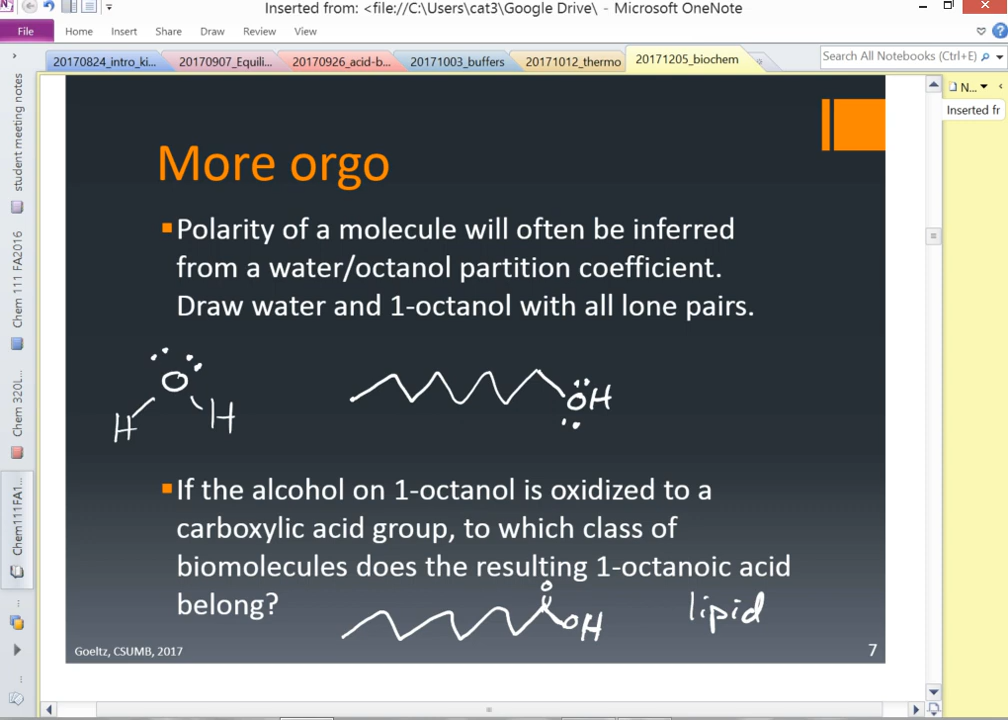 Inserted from: <file://C:\Users\cat3\Google Drive\ - Microsoft OneNote
File Home Insert Share Draw Review View
20170824_intro_ki... 20170907_Equili... 20170926_acid-b... 20171003_buffers 20171012_thermo 20171205_biochem Search All Notebooks (Ctrl+E)
N...
Inserted fr
student meeting notes
Chem 111 FA2016
Chem 320L
Chem111FA1...
More orgo
Polarity of a molecule will often be inferred
from a water/octanol partition coefficient.
Draw water and 1-octanol with all lone pairs.
O
H H
OH
If the alcohol on 1-octanol is oxidized to a
carboxylic acid group, to which class of
biomolecules does the resulting 1-octanoic acid
belong?
O
OH
lipid
Goeltz, CSUMB, 2017
7